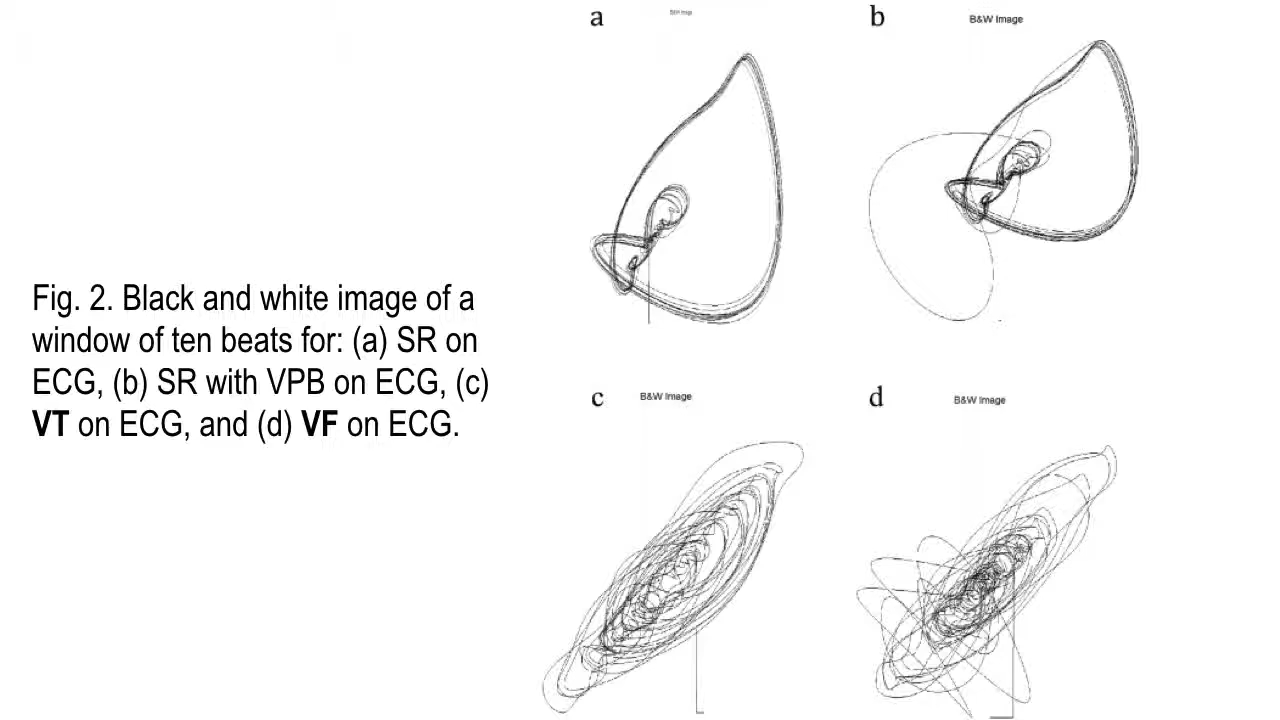 a
B&W Image
b
B&W Image
Fig. 2. Black and white image of a
window of ten beats for: (a) SR on
ECG, (b) SR with VPB on ECG, (c)
VT on ECG, and (d) VF on ECG.
c
B&W Image
d
B&W Image